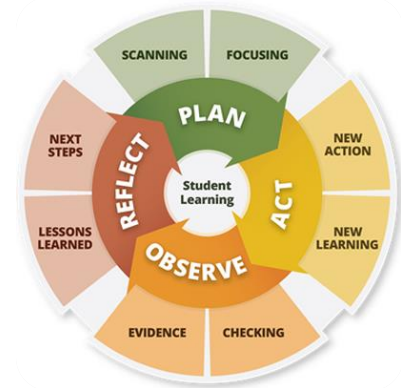 SCANNING
FOCUSING
PLAN
NEXT
STEPS
NEW
ACTION
REFLECT
Student
Learning
ACT
LESSONS
LEARNED
NEW
LEARNING
OBSERVE
EVIDENCE
CHECKING